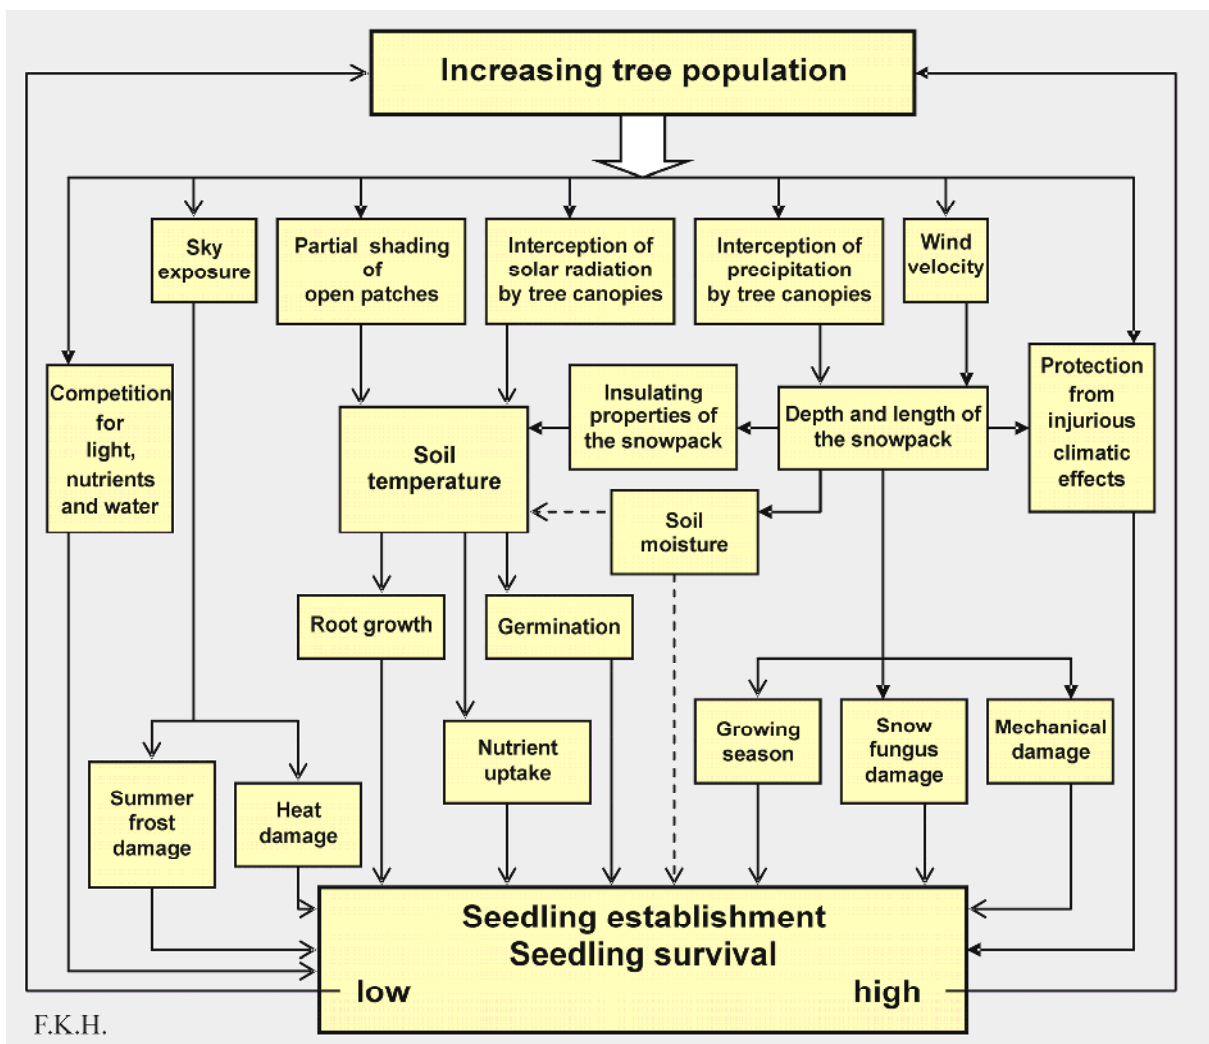 Increasing tree population
Sky
exposure
Partial shading
of
open patches
Interception of
solar radiation
by tree canopies
Interception of
precipitation
by tree canopies
Wind
velocity
Competition
for
light,
nutrients
and water
Insulating
properties of
the snowpack
Depth and length of
the snowpack
Protection
from
injurious
climatic
effects
Soil
temperature
Soil
moisture
Root growth
Germination
Nutrient
uptake
Growing
season
Snow
fungus
damage
Mechanical
damage
Summer
frost
damage
Heat
damage
Seedling establishment
Seedling survival
low
high
F.K.H.